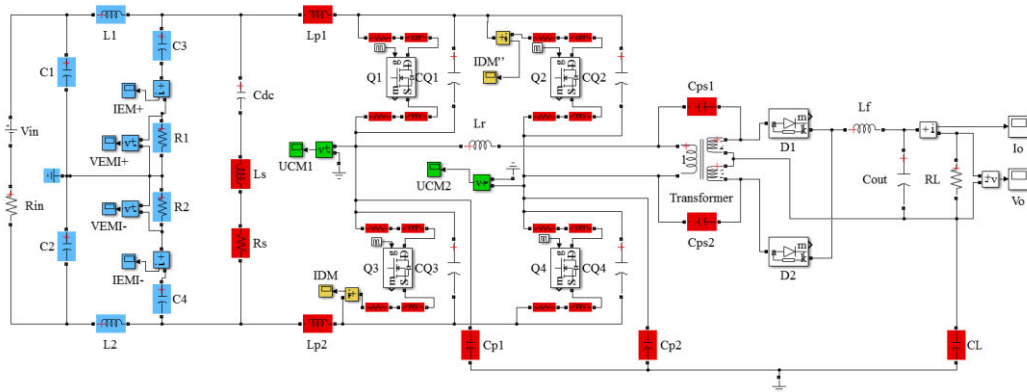 L1
Lp1
C3
C1
Q1
CQ1
IDM''
Q2
CQ2
Cps1
IEM+
Cdc
Lr
D1
Lf
Io
Vin
R1
VEMI+
UCM1
UCM2
Cout
RL
Ls
Transformer
Vo
Rin
R2
VEMI-
Cps2
C2
Rs
IEMI-
IDM
Q3
CQ3
Q4
CQ4
D2
C4
L2
Lp2
Cp1
Cp2
CL